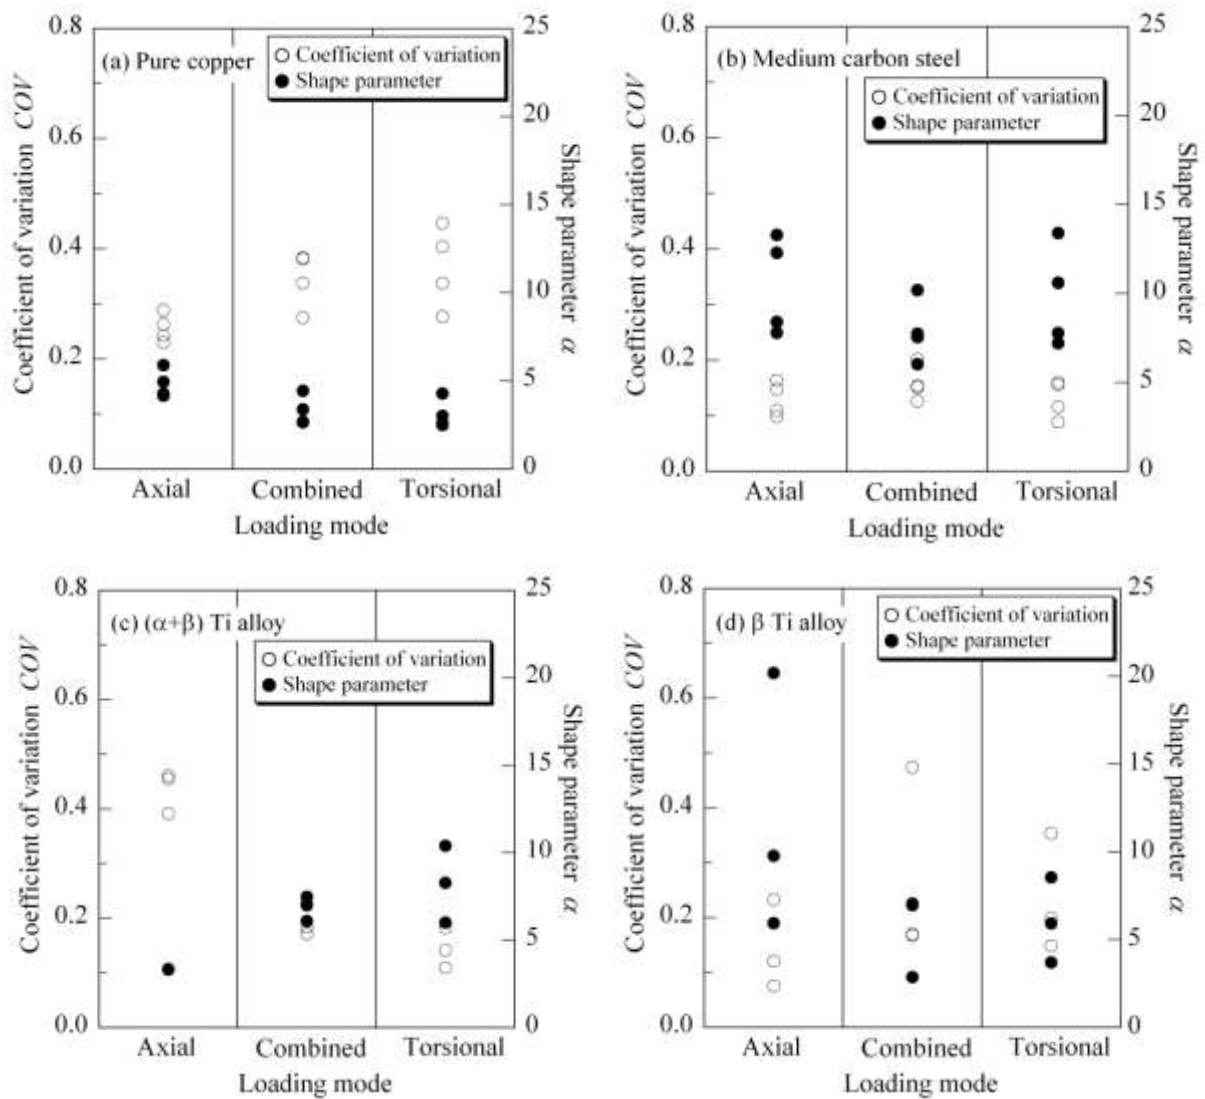 (a) Pure copper
Coefficient of variation
Shape parameter
Coefficient of variation COV
0.8
0.6
0.4
0.2
0.0
25
20
15
10
5
0
Shape parameter α
Axial
Combined
Torsional
Loading mode
(b) Medium carbon steel
Coefficient of variation
Shape parameter
Coefficient of variation COV
0.8
0.6
0.4
0.2
0.0
25
20
15
10
5
0
Shape parameter α
Axial
Combined
Torsional
Loading mode
(c) (α+β) Ti alloy
Coefficient of variation
Shape parameter
Coefficient of variation COV
0.8
0.6
0.4
0.2
0.0
25
20
15
10
5
0
Shape parameter α
Axial
Combined
Torsional
Loading mode
(d) β Ti alloy
Coefficient of variation
Shape parameter
Coefficient of variation COV
0.8
0.6
0.4
0.2
0.0
25
20
15
10
5
0
Shape parameter α
Axial
Combined
Torsional
Loading mode